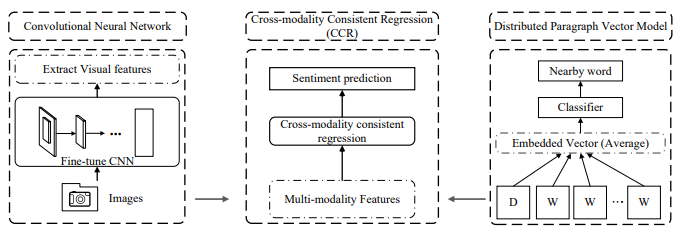 Convolutional Neural Network
Extract Visual features
...
Fine-tune CNN
Images
Cross-modality Consistent Regression
(CCR)
Sentiment prediction
Cross-modality consistent
regression
Multi-modality Features
Distributed Paragraph Vector Model
Nearby word
Classifier
Embedded Vector (Average)
D W W ... W